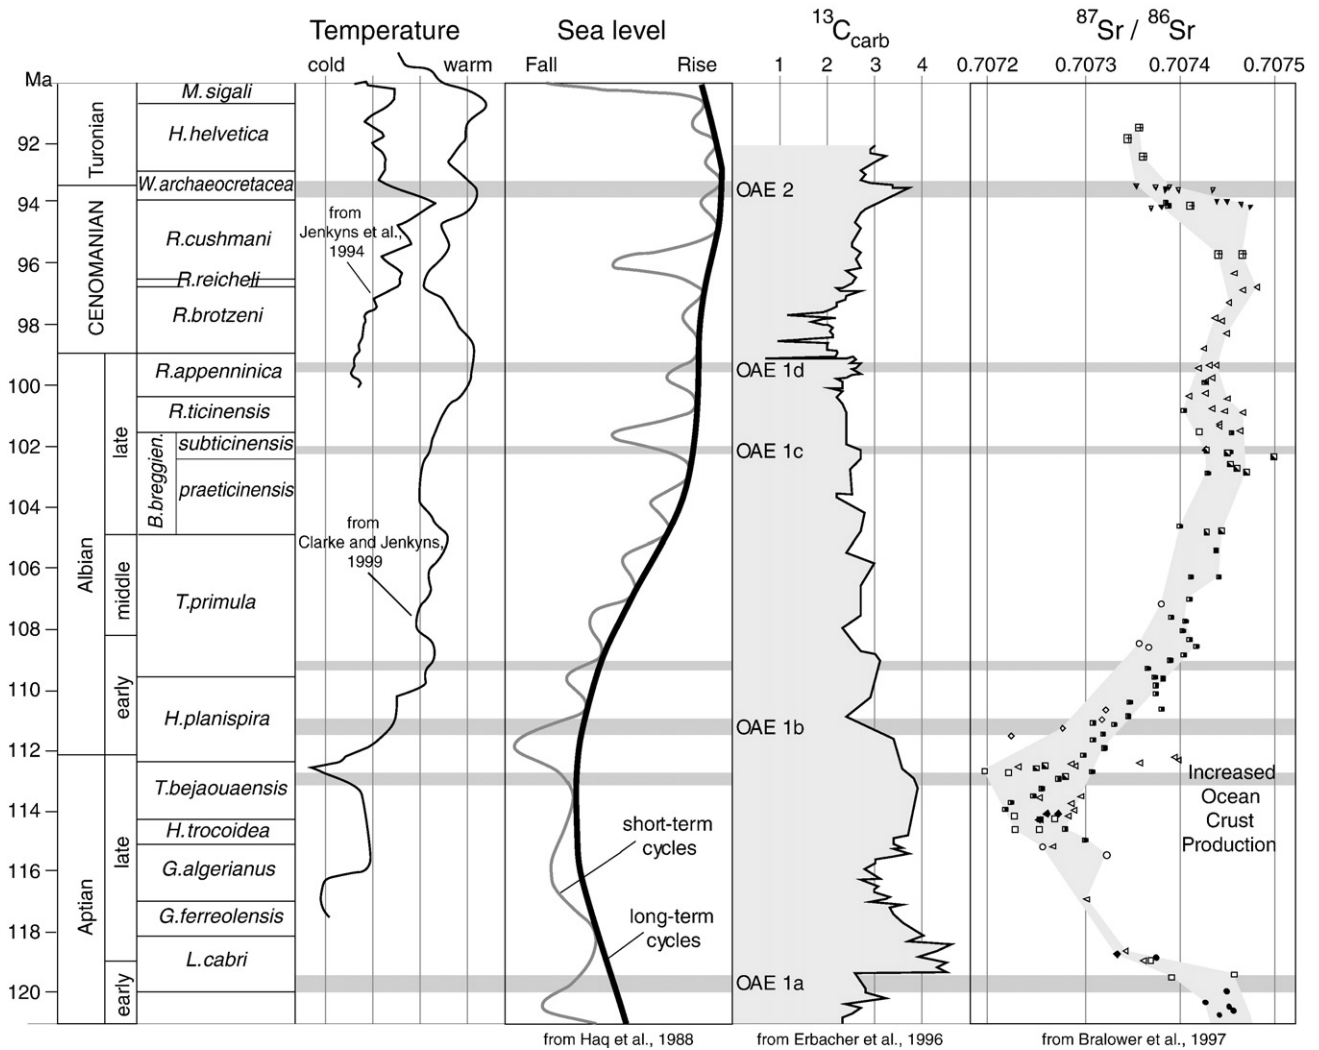 Temperature
Sea level
13Ccarb
87Sr / 86Sr
cold
warm
Fall
Rise
1 2 3 4
0.7072 0.7073 0.7074 0.7075
Ma
92
94
96
98
100
102
104
106
108
110
112
114
116
118
120
Turonian
CENOMANIAN
Albian
Aptian
late
middle
early
late
early
M.sigali
H.helvetica
W.archaeocretacea
R.cushmani
R.reicheli
R.brotzeni
R.appenninica
R.ticinensis
B.breggien.
subticinensis
praeticinensis
T.primula
H.planispira
T.bejaouaensis
H.trocoidea
G.algerianus
G.ferreolensis
L.cabri
from
Jenkyns et al.,
1994
from
Clarke and Jenkyns,
1999
short-term
cycles
long-term
cycles
OAE 2
OAE 1d
OAE 1c
OAE 1b
OAE 1a
Increased
Ocean
Crust
Production
from Haq et al., 1988
from Erbacher et al., 1996
from Bralower et al., 1997